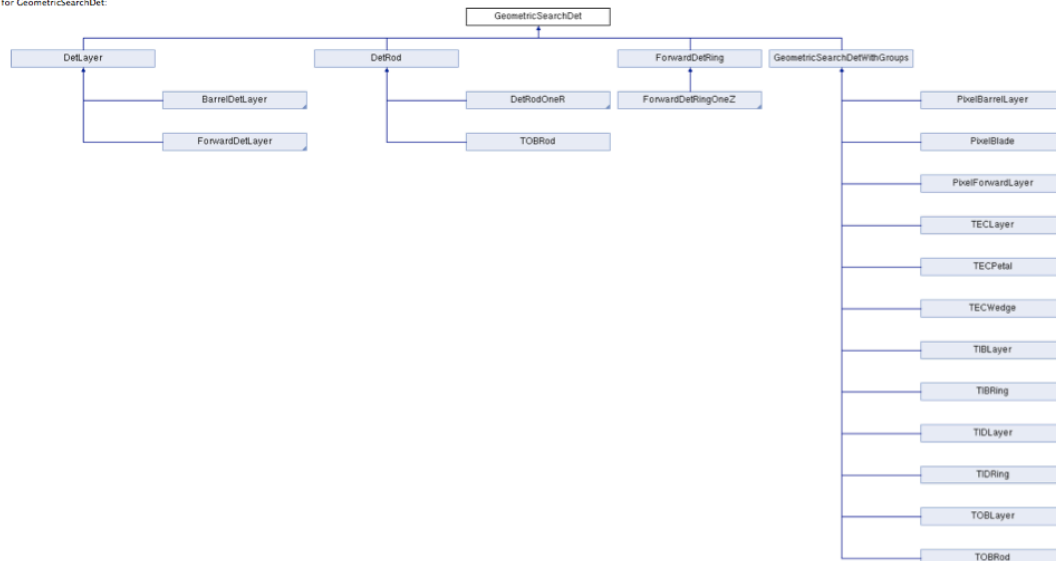 for GeometricSearchDet:
GeometricSearchDet
DetLayer DetRod ForwardDetRing GeometricSearchDetWithGroups
BarrelDetLayer DetRodOneR ForwardDetRingOneZ PixelBarrelLayer
ForwardDetLayer TOBRod PixelBlade
PixelForwardLayer
TECLayer
TECPetal
TECWedge
TIBLayer
TIBRing
TIDLayer
TIDRing
TOBLayer
TOBRod